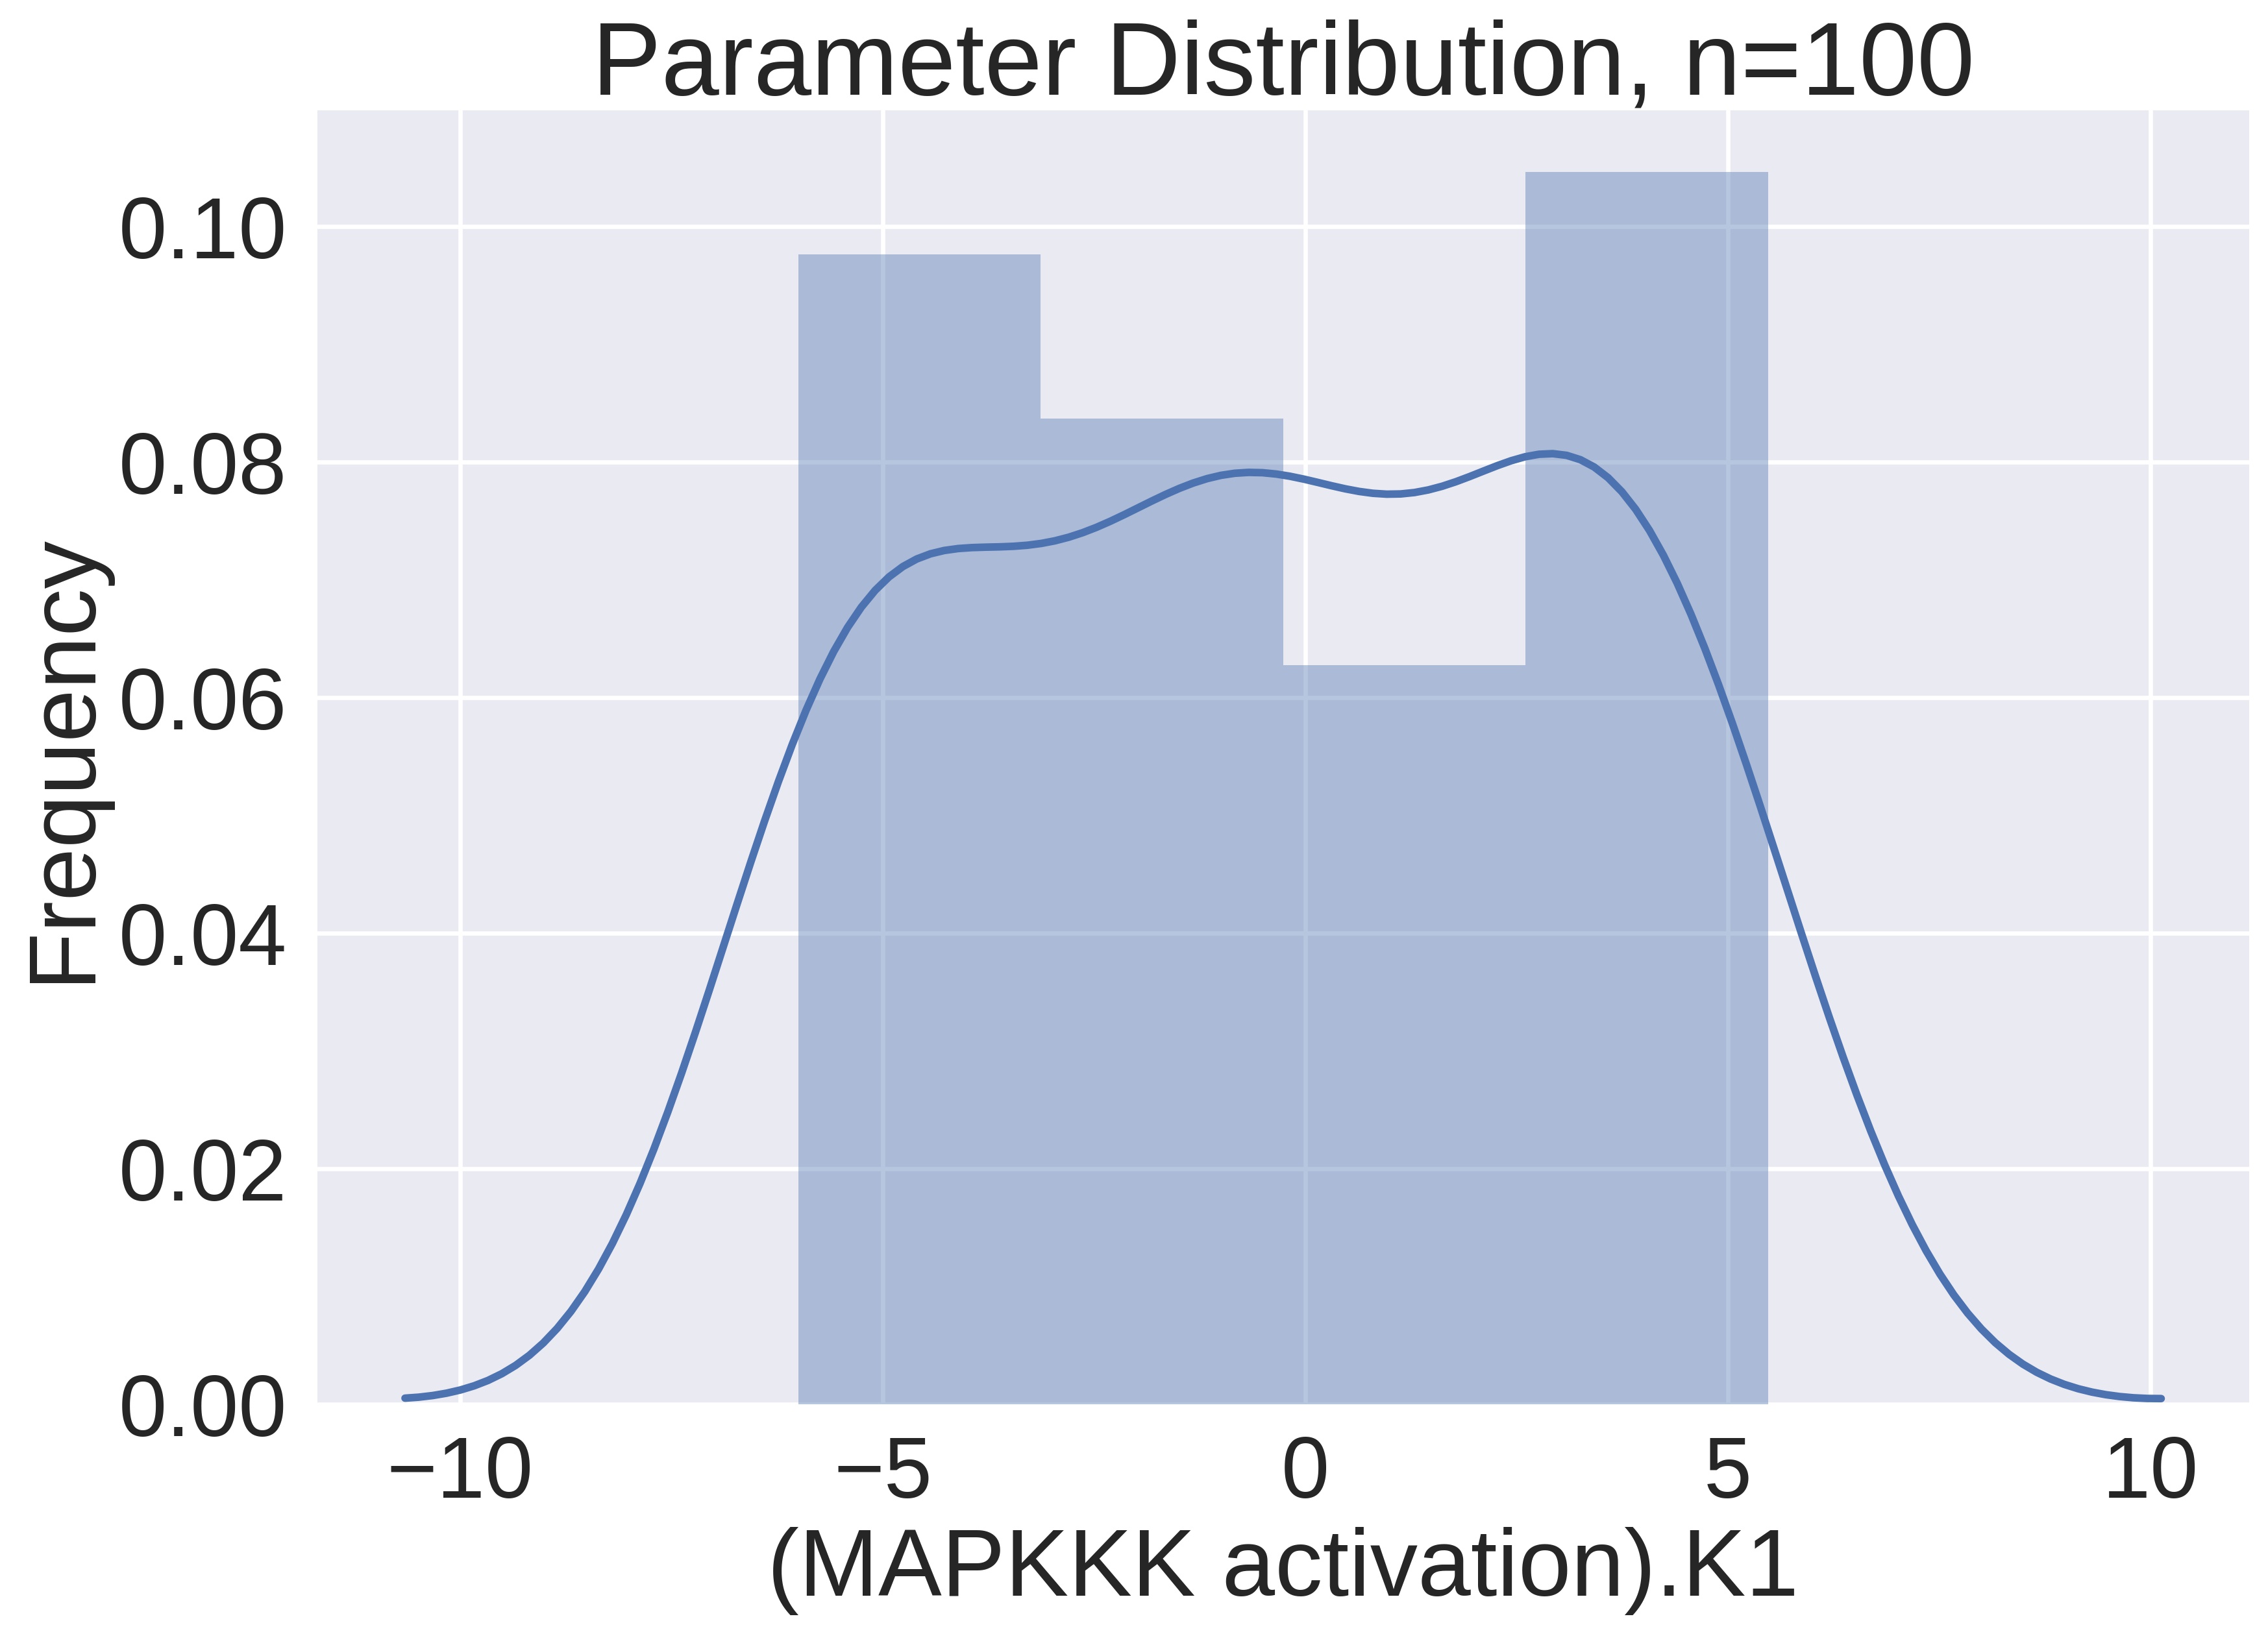 Parameter Distribution, n=100
Frequency
0.10
0.08
0.06
0.04
0.02
0.00
−10 −5 0 5 10
(MAPKKK activation).K1